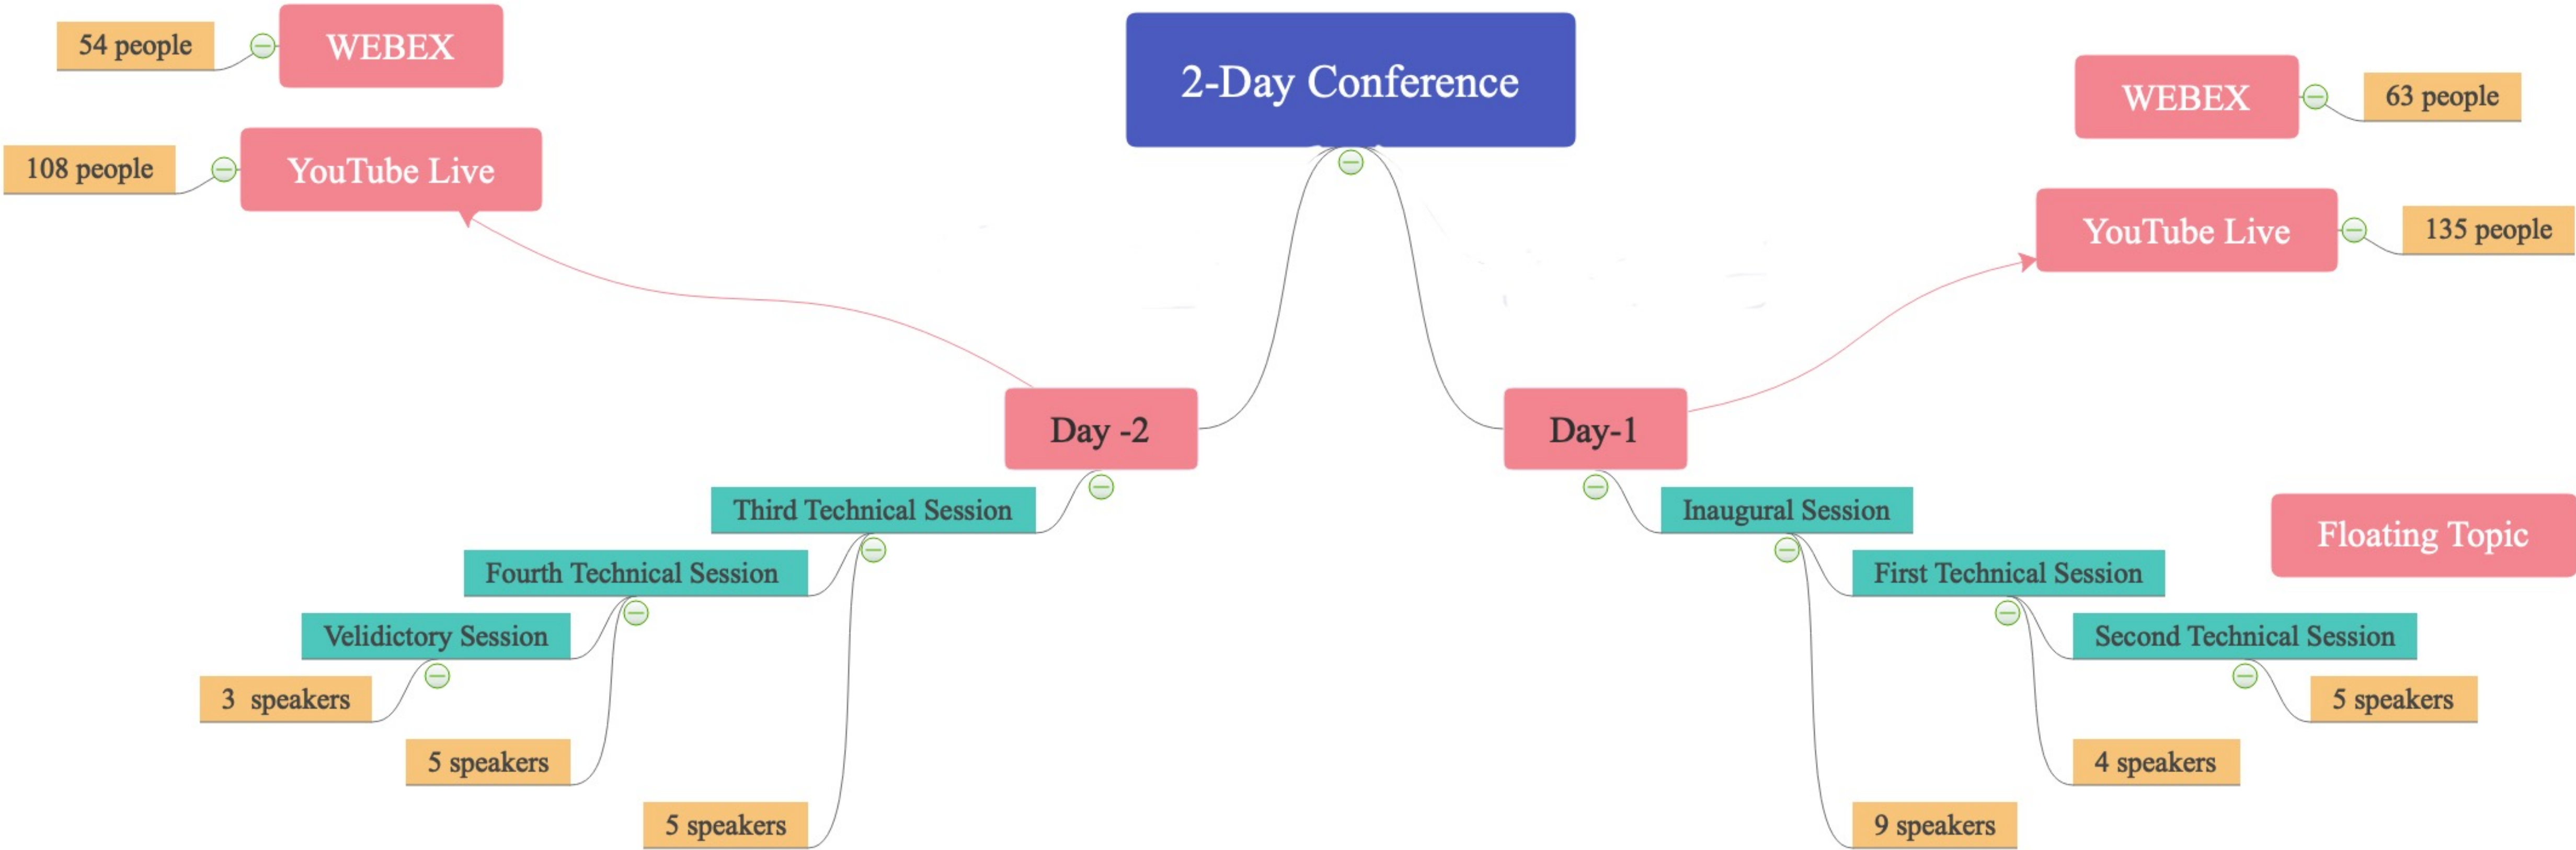 2-Day Conference
54 people
WEBEX
108 people
YouTube Live
WEBEX
63 people
YouTube Live
135 people
Day -2
Day-1
Third Technical Session
Fourth Technical Session
Velidictory Session
3  speakers
5 speakers
5 speakers
Inaugural Session
First Technical Session
Second Technical Session
5 speakers
4 speakers
9 speakers
Floating Topic